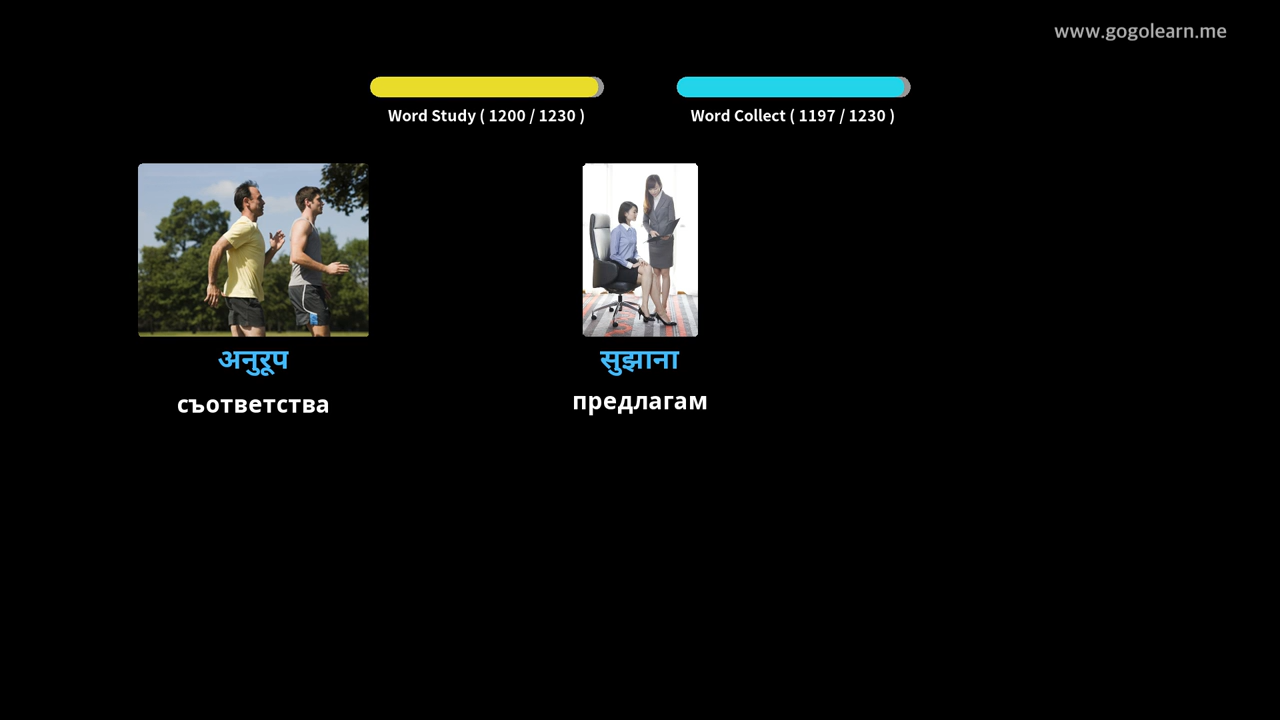 www.gogolearn.me
Word Study ( 1200 / 1230 )
Word Collect ( 1197 / 1230 )
अनुरूप
съответства
सुझाना
предлагам